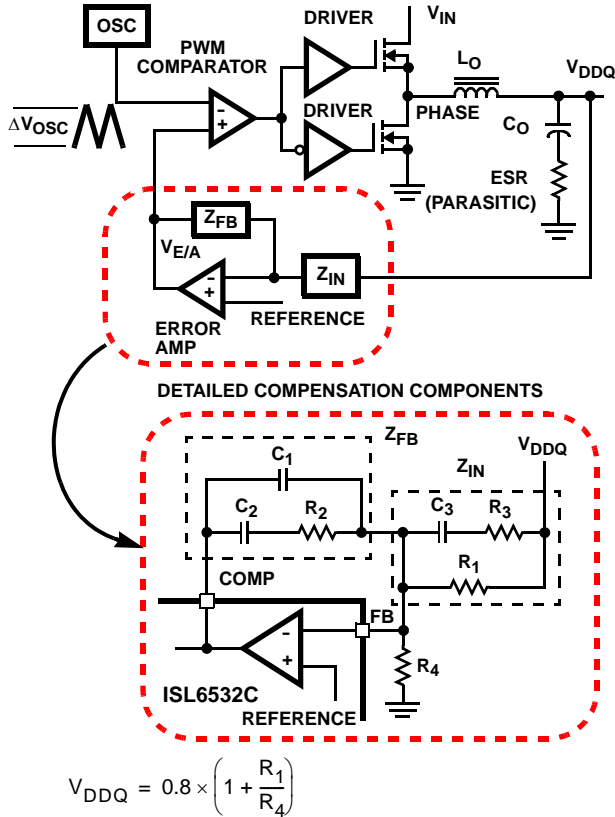 OSC
PWM
COMPARATOR
DRIVER
V_IN
L_O
V_DDQ
ΔV_OSC
-
+
DRIVER
PHASE
C_O
ESR
(PARASITIC)
Z_FB
V_E/A
-
+
Z_IN
ERROR
AMP
REFERENCE
DETAILED COMPENSATION COMPONENTS
Z_FB
V_DDQ
C_1
Z_IN
C_2
R_2
C_3
R_3
R_1
COMP
FB
-
+
R_4
ISL6532C
REFERENCE
V_DDQ = 0.8 × (1 + R_1/R_4)